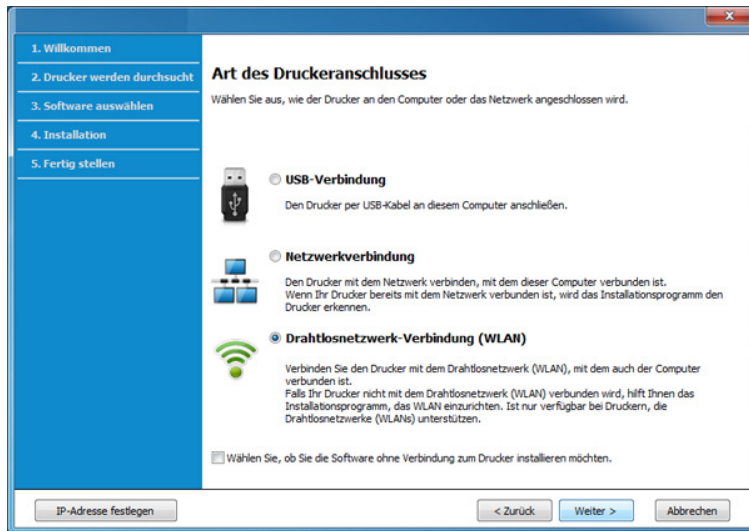 1. Willkommen
2. Drucker werden durchsucht
3. Software auswählen
4. Installation
5. Fertig stellen
Art des Druckeranschlusses
Wählen Sie aus, wie der Drucker an den Computer oder das Netzwerk angeschlossen wird.
USB-Verbindung
Den Drucker per USB-Kabel an diesem Computer anschließen.
Netzwerkverbindung
Den Drucker mit dem Netzwerk verbinden, mit dem dieser Computer verbunden ist.
Wenn Ihr Drucker bereits mit dem Netzwerk verbunden ist, wird das Installationsprogramm den
Drucker erkennen.
Drahtlosnetzwerk-Verbindung (WLAN)
Verbinden Sie den Drucker mit dem Drahtlosnetzwerk (WLAN), mit dem auch der Computer
verbunden ist.
Falls Ihr Drucker nicht mit dem Drahtlosnetzwerk (WLAN) verbunden wird, hilft Ihnen das
Installationsprogramm, das WLAN einzurichten. Ist nur verfügbar bei Druckern, die
Drahtlosnetzwerke (WLANs) unterstützen.
Wählen Sie, ob Sie die Software ohne Verbindung zum Drucker installieren möchten.
IP-Adresse festlegen
< Zurück
Weiter >
Abbrechen